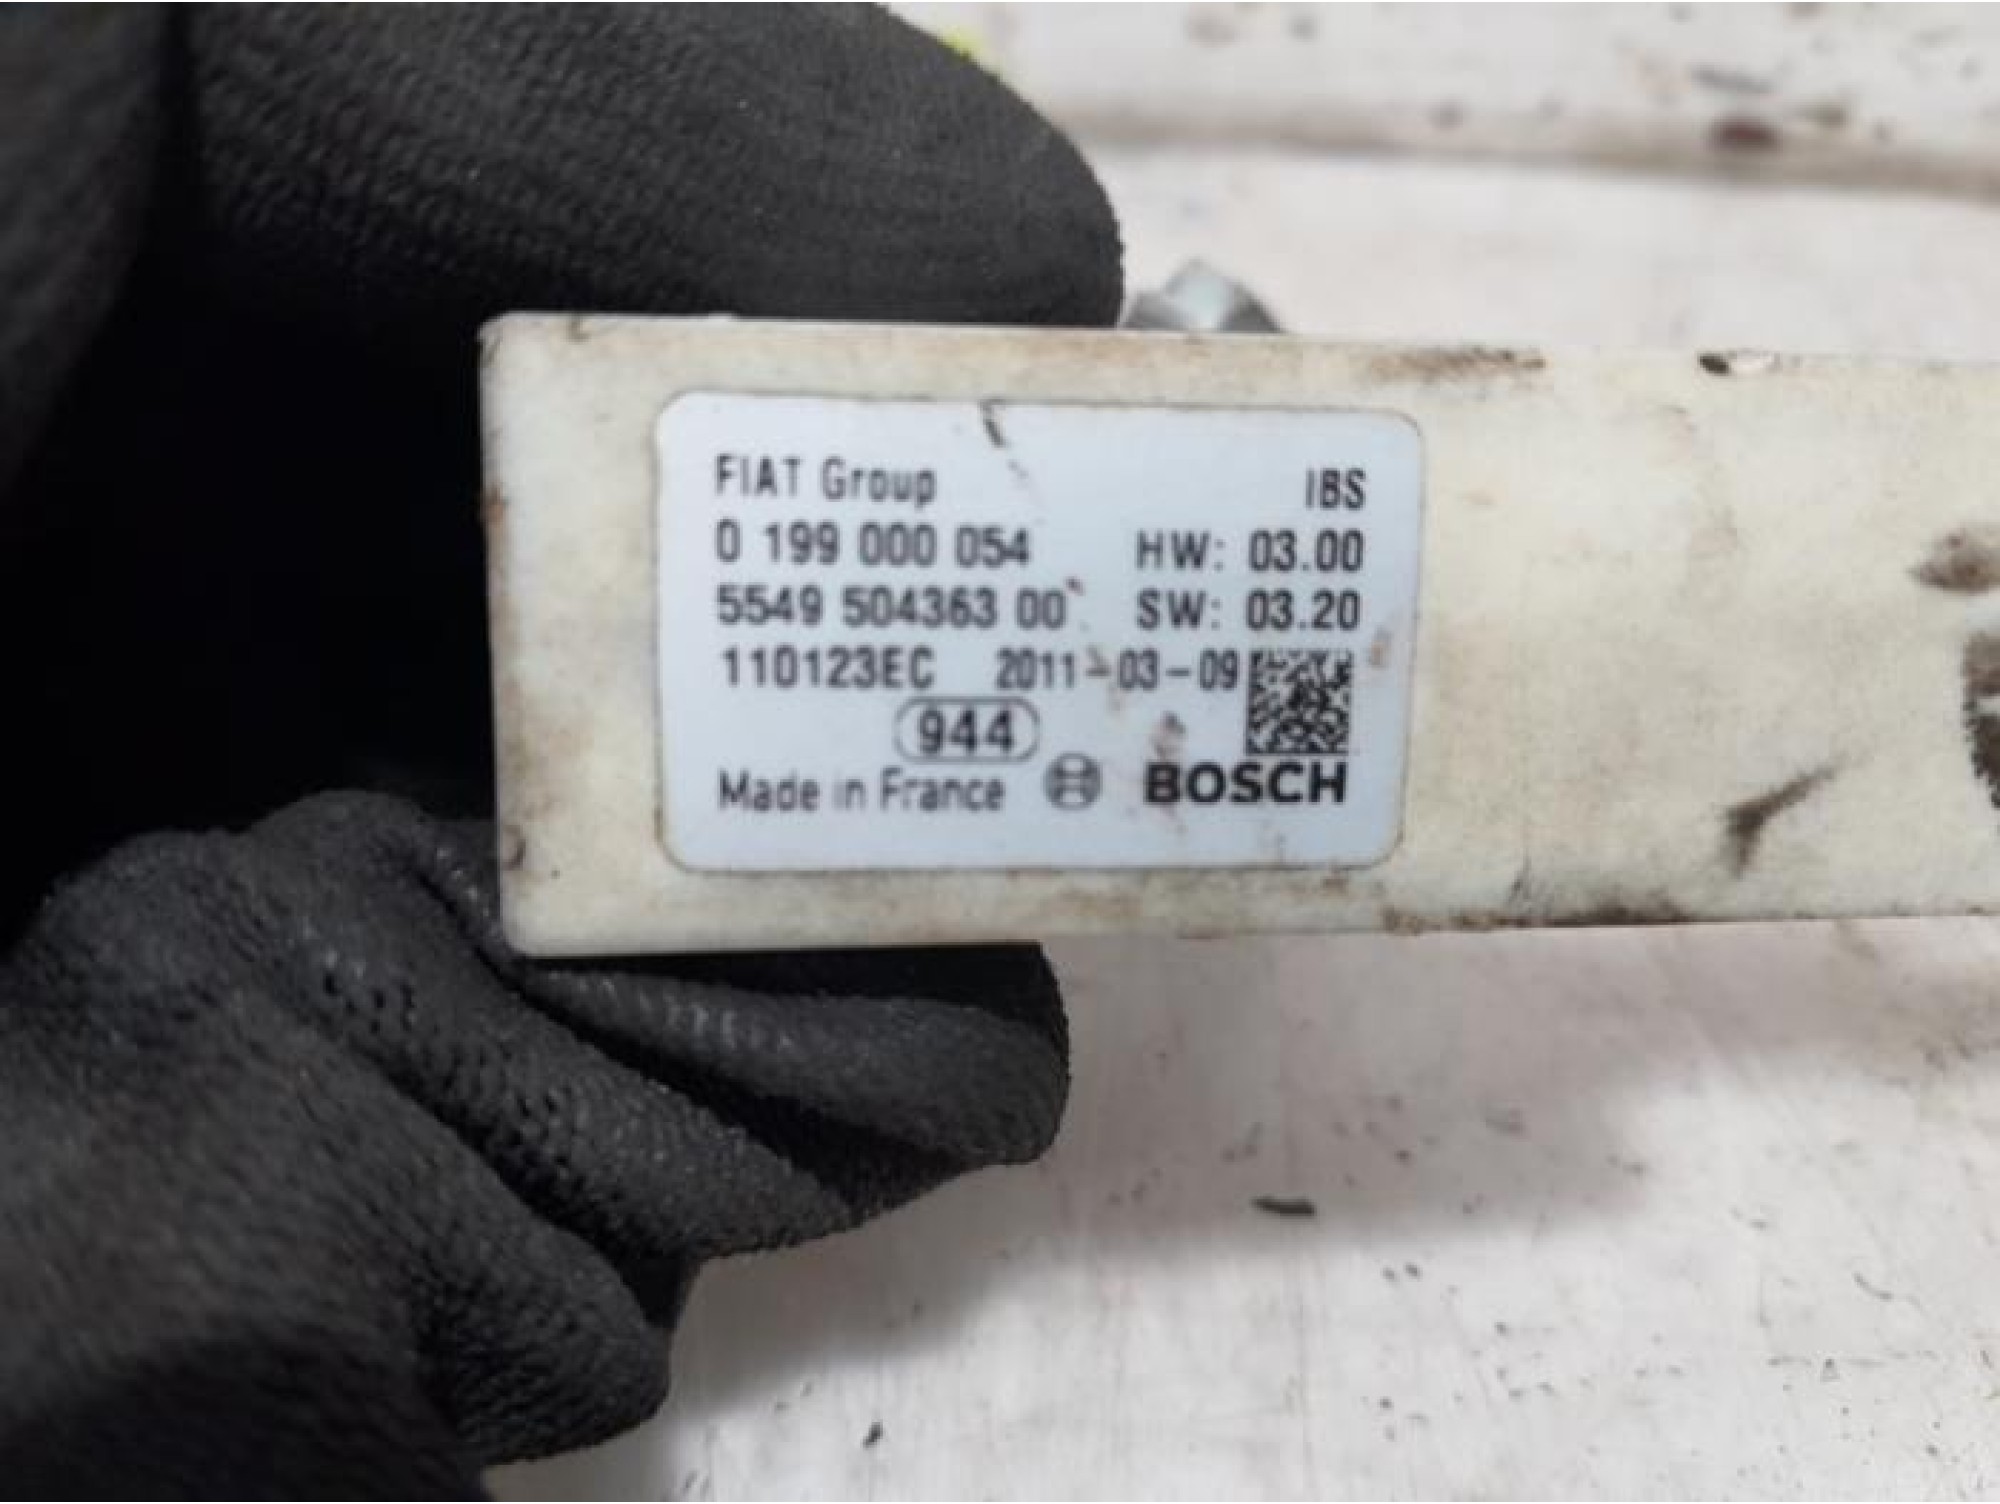 FIAT Group IBS
0 199 000 054 HW: 03.00
5549 504363 00 SW: 03.20
110123EC 2011-03-09
944
Made in France BOSCH